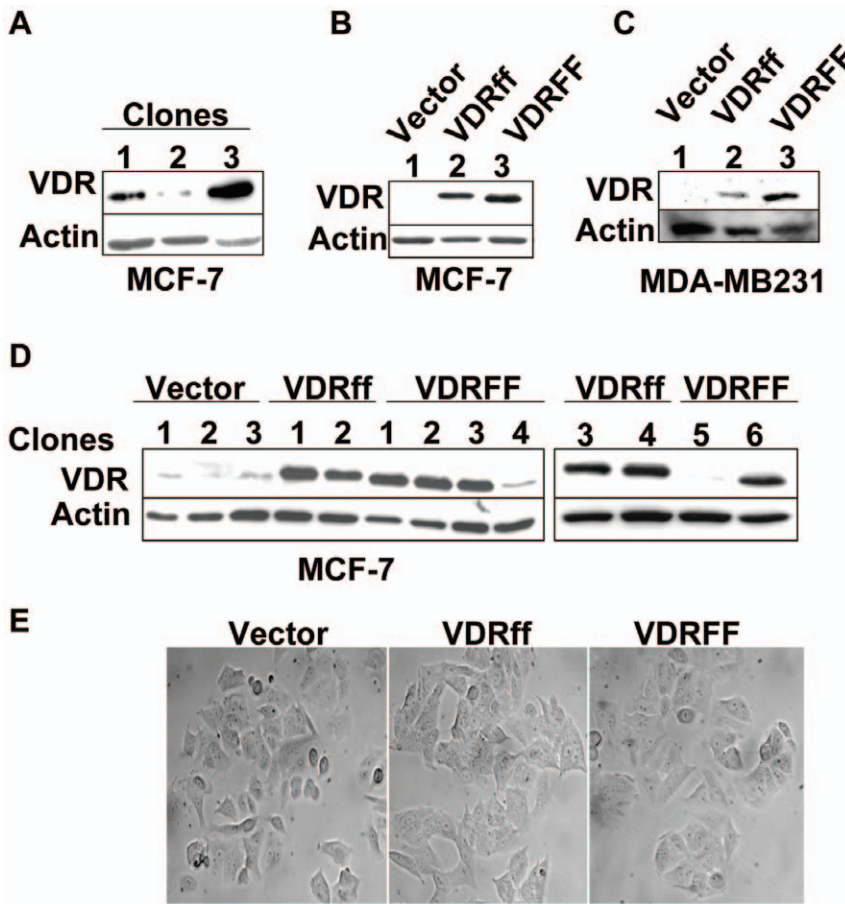 A
Clones
1 2 3
VDR
Actin
MCF-7
B
Vector VDRff VDRFF
1 2 3
VDR
Actin
MCF-7
C
Vector VDRff VDRFF
1 2 3
VDR
Actin
MDA-MB231
D
Vector VDRff VDRFF VDRff VDRFF
Clones 1 2 3 1 2 1 2 3 4 3 4 5 6
VDR
Actin
MCF-7
E
Vector VDRff VDRFF